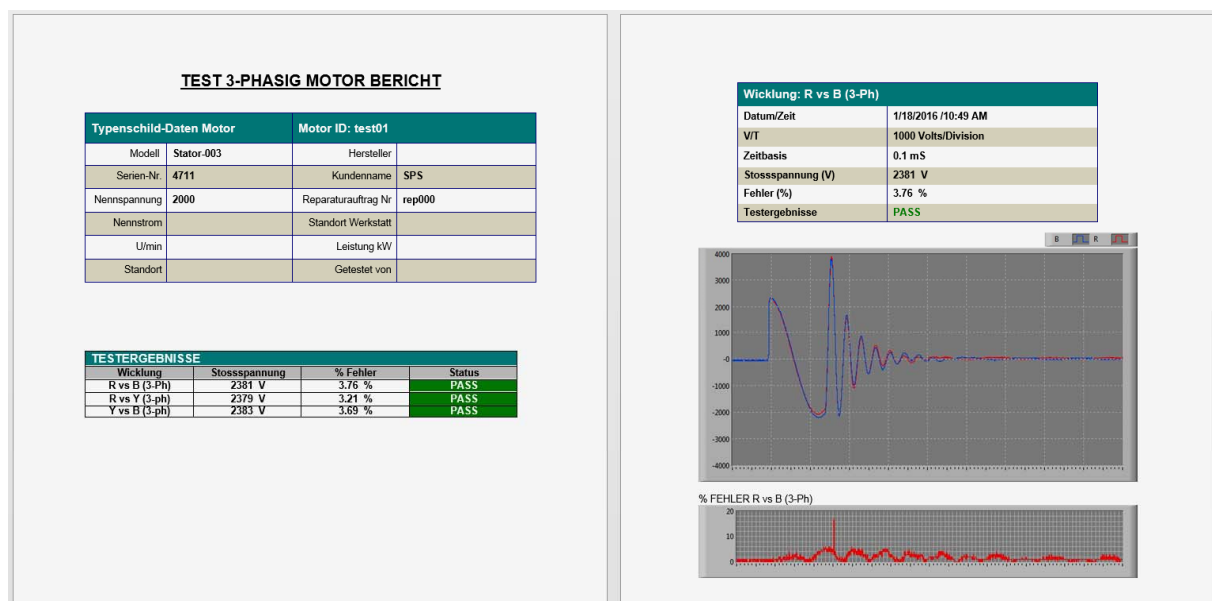 TEST 3-PHASIG MOTOR BERICHT
Typenschild-Daten Motor Motor ID: test01
Modell Stator-003 Hersteller
Serien-Nr. 4711 Kundenname SPS
Nennspannung 2000 Reparaturauftrag Nr rep000
Nennstrom Standort Werkstatt
U/min Leistung kW
Standort Getestet von
TESTERGEBNISSE
Wicklung Stossspannung % Fehler Status
R vs B (3-Ph) 2381 V 3.76 % PASS
R vs Y (3-ph) 2379 V 3.21 % PASS
Y vs B (3-ph) 2383 V 3.69 % PASS
Wicklung: R vs B (3-Ph)
Datum/Zeit 1/18/2016 /10:49 AM
V/T 1000 Volts/Division
Zeitbasis 0.1 mS
Stossspannung (V) 2381 V
Fehler (%) 3.76 %
Testergebnisse PASS
B R
4000
3000
2000
1000
-0
-1000
-2000
-3000
-4000
% FEHLER R vs B (3-Ph)
20
10
0